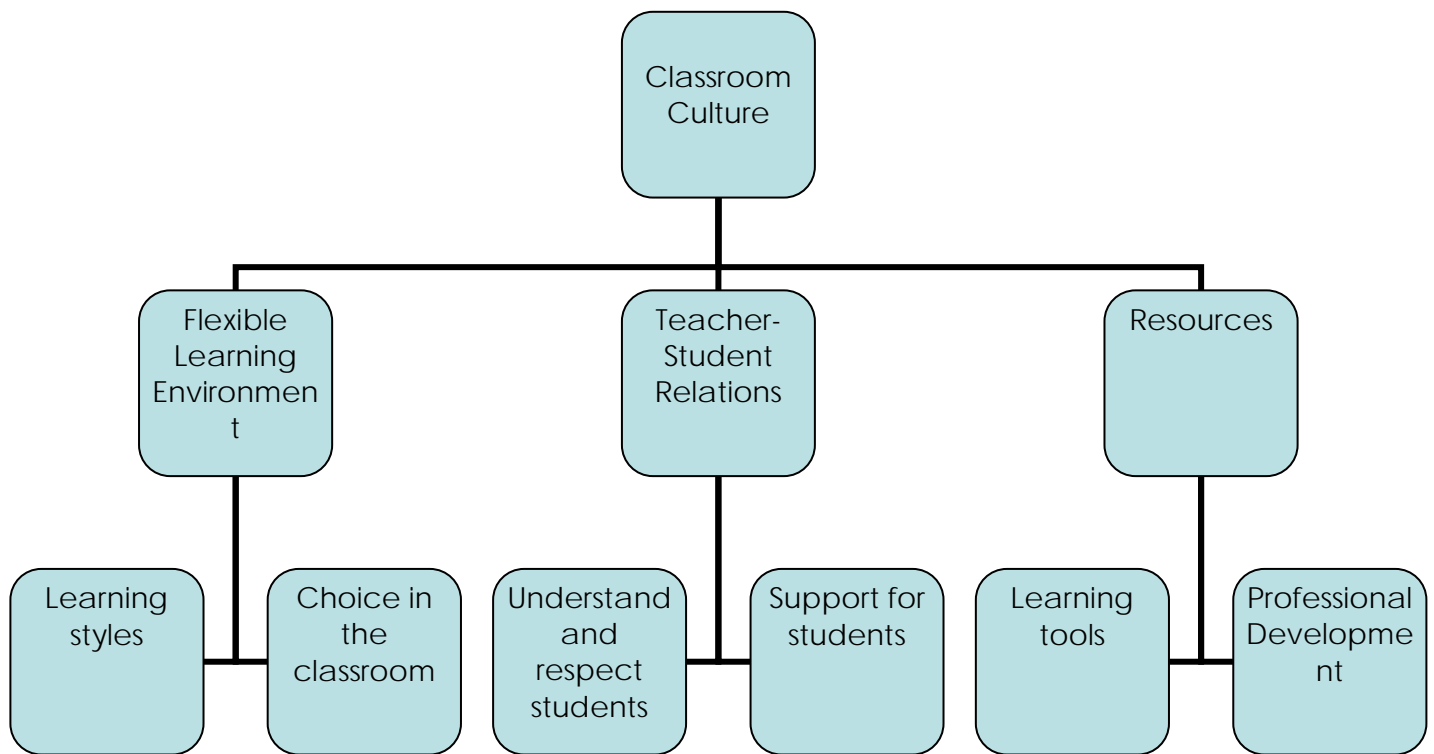 Classroom
Culture
Flexible
Learning
Environmen
t
Teacher-
Student
Relations
Resources
Learning
styles
Choice in
the
classroom
Understand
and
respect
students
Support for
students
Learning
tools
Professional
Developme
nt